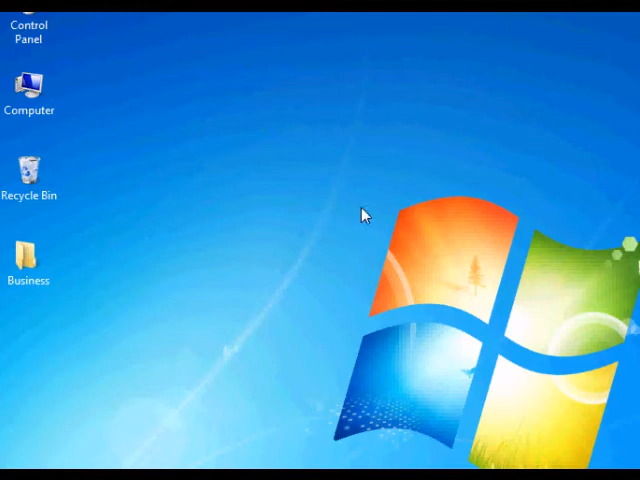 Control
Panel
Computer
Recycle Bin
Business